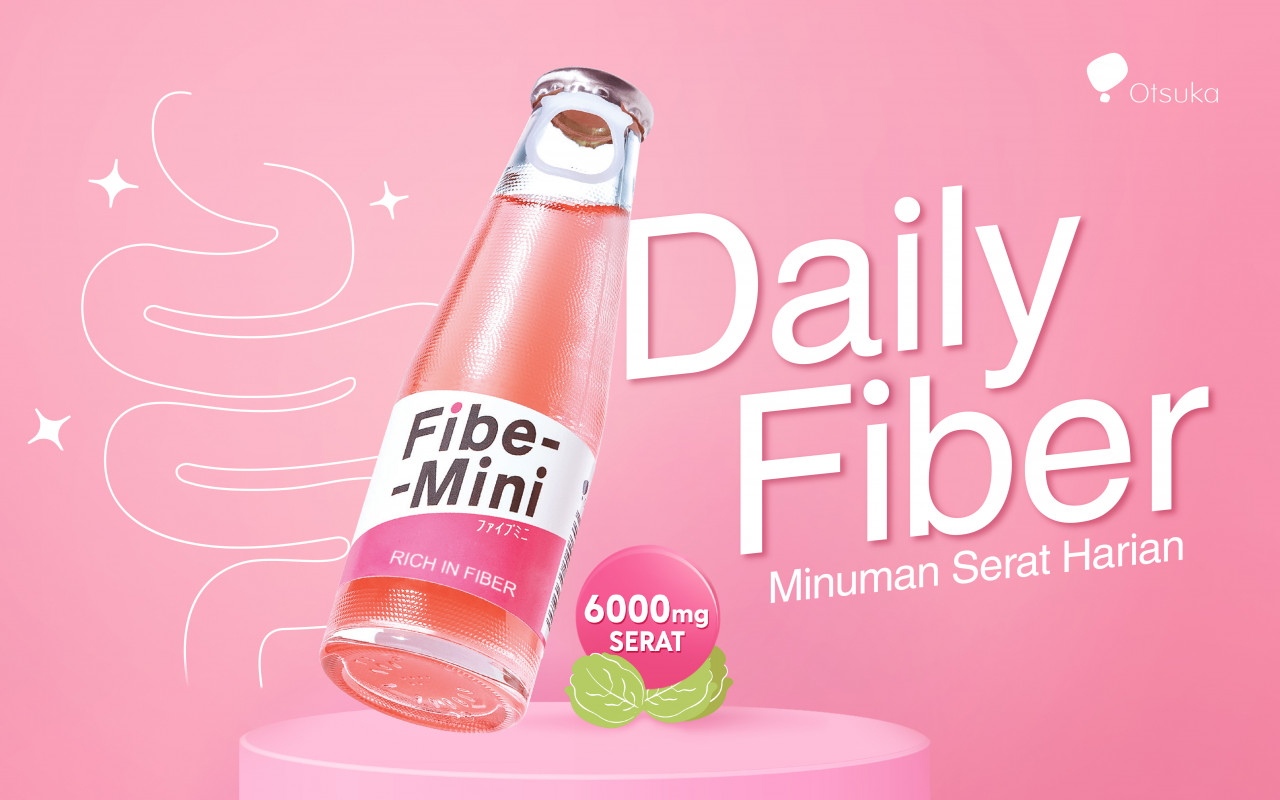 Otsuka
Daily
Fiber
Minuman Serat Harian
Fibe-
-Mini
ファイブミニ
RICH IN FIBER
6000mg
SERAT